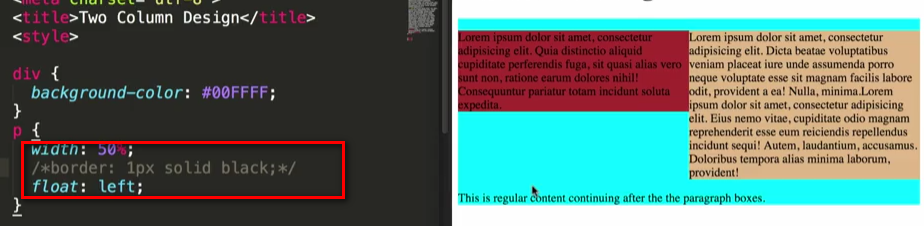 <title>Two Column Design</title>
<style>
div {
background-color: #00FFFF;
}
p {
width: 50%;
/*border: 1px solid black;*/
float: left;
}
Lorem ipsum dolor sit amet, consectetur
adipisicing elit. Quia distinctio aliquid
cupiditate perferendis fuga, sit quasi alias vero
sunt non, ratione earum dolores nihil!
Consequuntur pariatur totam incidunt soluta
expedita.
Lorem ipsum dolor sit amet, consectetur
adipisicing elit. Dicta beatae voluptatibus
veniam placeat iure unde assumenda porro
neque voluptate esse sit magnam facilis labore
odit, provident a ea! Nulla, minima.Lorem
ipsum dolor sit amet, consectetur adipisicing
elit. Eius nemo vitae, cupiditate odio magnam
reprehenderit esse eum reiciendis repellendus
incidunt sequi! Autem, laudantium, accusamus.
Doloribus tempora alias minima laborum,
provident!
This is regular content continuing after the the paragraph boxes.